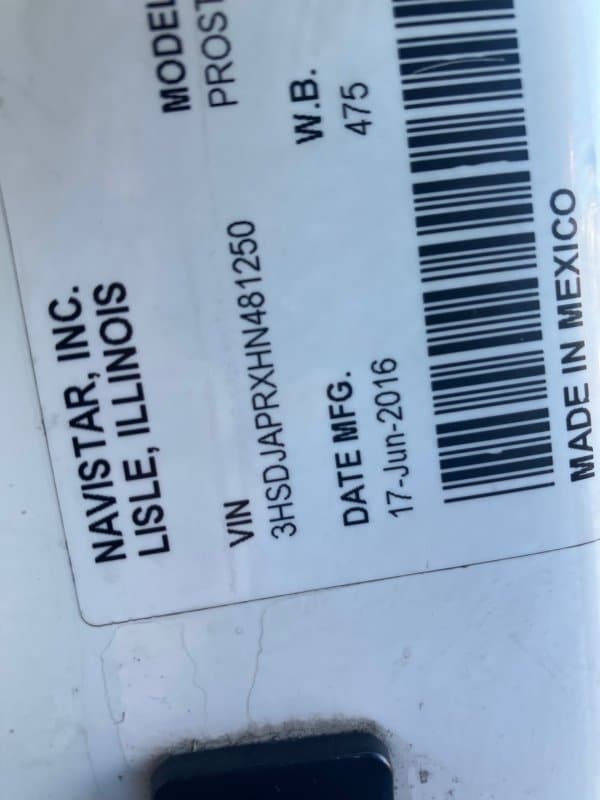 NAVISTAR, INC.
LISLE, ILLINOIS
MODEL
VIN
3HSDJAPRXHN481250
DATE MFG.
W.B.
17-Jun-2016
475
MADE IN MEXICO